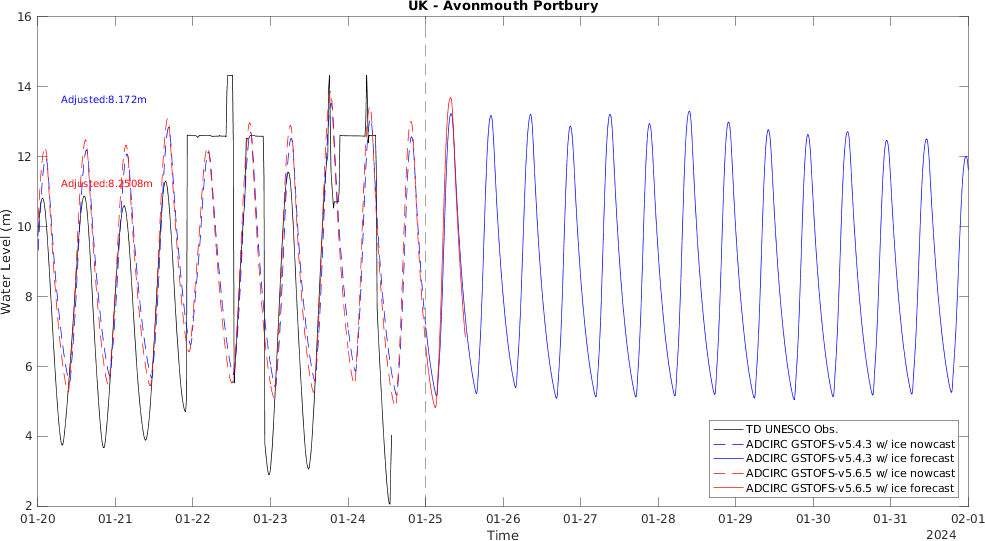 UK - Avonmouth Portbury
16
14
12
10
8
6
4
2
Water Level (m)
Adjusted:8.172m
Adjusted:8.2508m
TD UNESCO Obs.
ADCIRC GSTOFS-v5.4.3 w/ ice nowcast
ADCIRC GSTOFS-v5.4.3 w/ ice forecast
ADCIRC GSTOFS-v5.6.5 w/ ice nowcast
ADCIRC GSTOFS-v5.6.5 w/ ice forecast
01-20 01-21 01-22 01-23 01-24 01-25 01-26 01-27 01-28 01-29 01-30 01-31 02-01
Time
2024